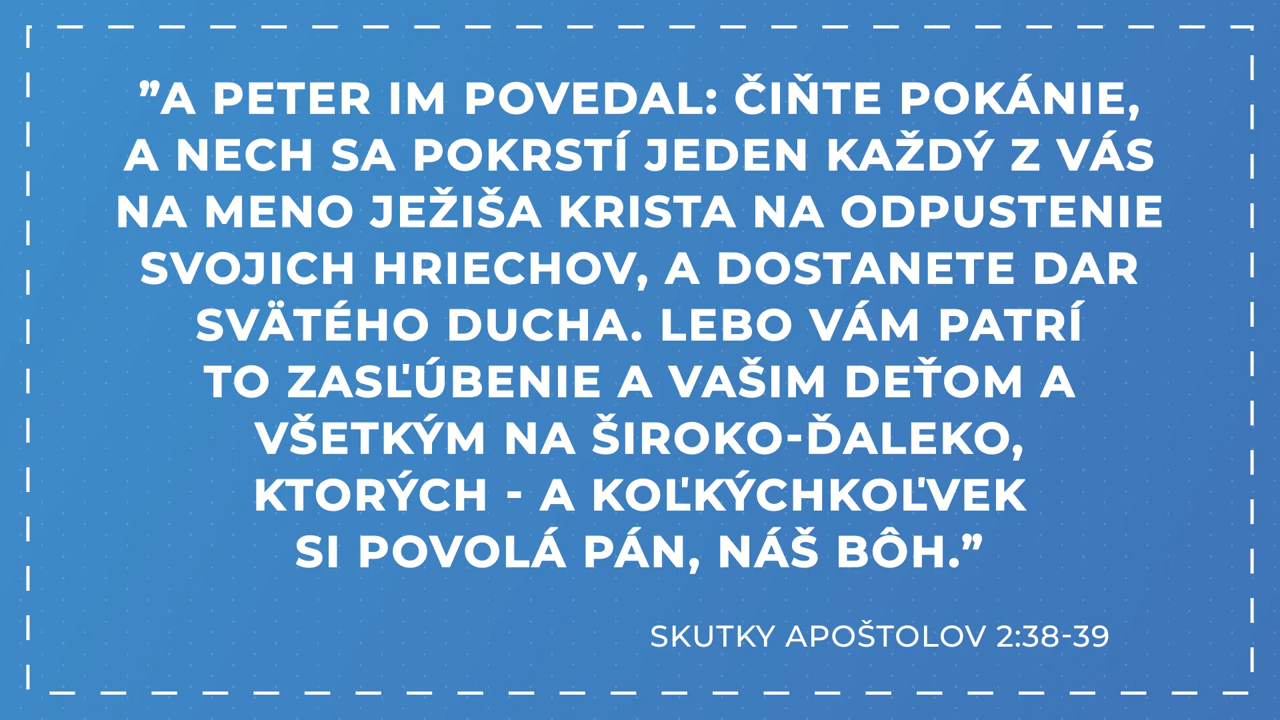 ”A PETER IM POVEDAL: ČIŇTE POKÁNIE,
A NECH SA POKRSTÍ JEDEN KAŽDÝ Z VÁS
NA MENO JEŽIŠA KRISTA NA ODPUSTENIE
SVOJICH HRIECHOV, A DOSTANETE DAR
SVÄTÉHO DUCHA. LEBO VÁM PATRÍ
TO ZASĽÚBENIE A VAŠIM DEŤOM A
VŠETKÝM NA ŠIROKO-ĎALEKO,
KTORÝCH - A KOĽKÝCHKOĽVEK
SI POVOLÁ PÁN, NÁŠ BÔH.”
SKUTKY APOŠTOLOV 2:38-39